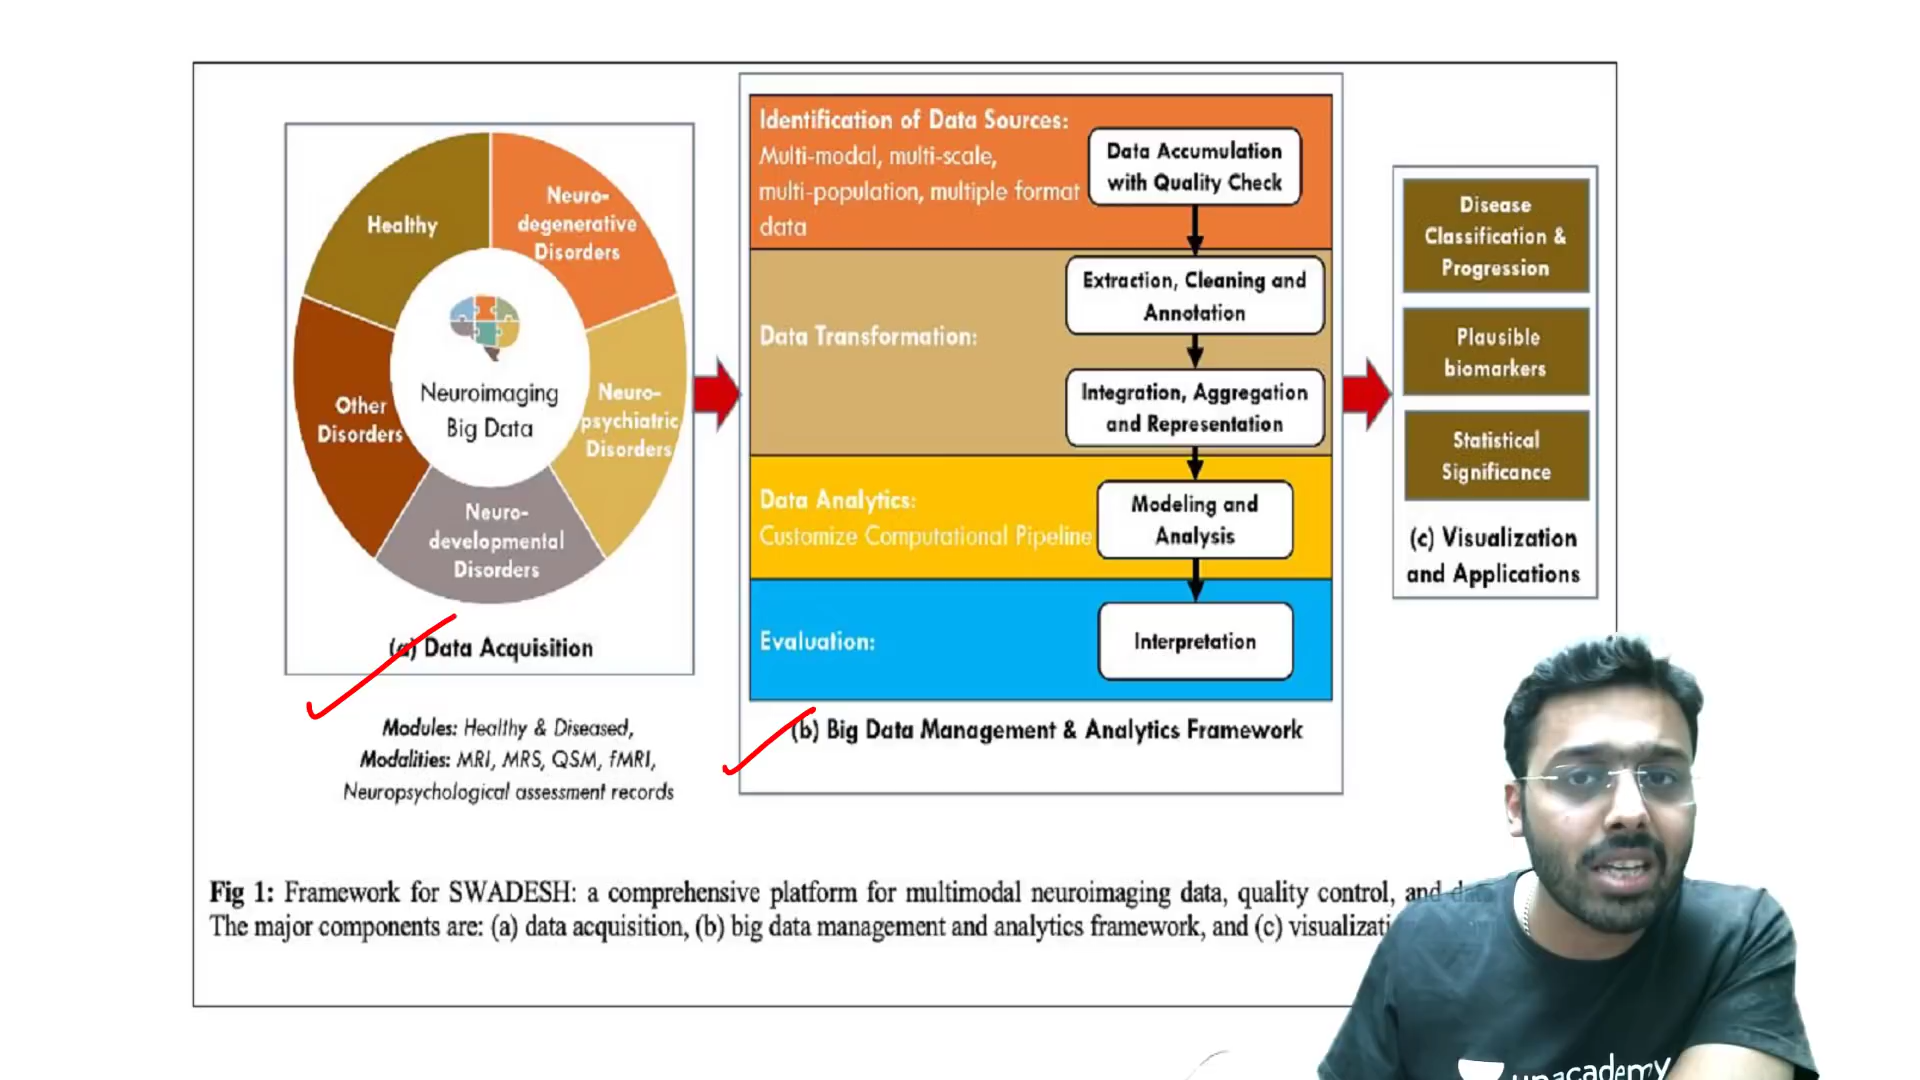 Healthy
Neuro-
degenerative
Disorders
Neuroimaging
Big Data
Other
Disorders
Neuro-
psychiatric
Disorders
Neuro-
developmental
Disorders
(a) Data Acquisition
Modules: Healthy & Diseased,
Modalities: MRI, MRS, QSM, fMRI,
Neuropsychological assessment records
Identification of Data Sources:
Multi-modal, multi-scale,
multi-population, multiple format
data
Data Accumulation
with Quality Check
Data Transformation:
Extraction, Cleaning and
Annotation
Integration, Aggregation
and Representation
Data Analytics:
Customize Computational Pipeline
Modeling and
Analysis
Evaluation:
Interpretation
(b) Big Data Management & Analytics Framework
Disease
Classification &
Progression
Plausible
biomarkers
Statistical
Significance
(c) Visualization
and Applications
Fig 1: Framework for SWADESH: a comprehensive platform for multimodal neuroimaging data, quality control, and
The major components are: (a) data acquisition, (b) big data management and analytics framework, and (c)
unacademy